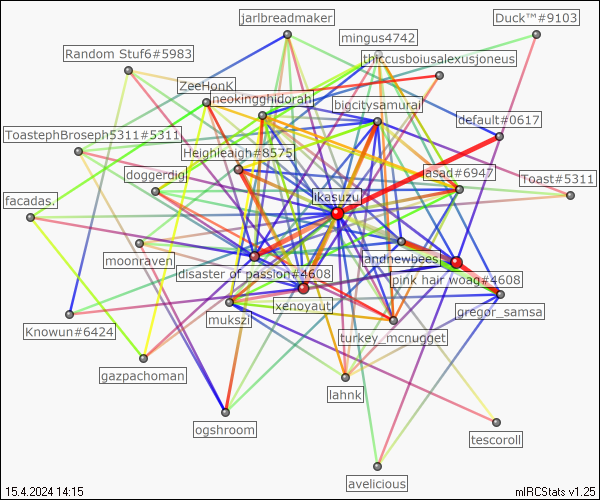 jarlbreadmaker
Duck™#9103
mingus4742
Random Stuf6#5983
thiccusboiusalexusjoneus
ZeeHonK
neokingghidorah
bigcitysamurai
default#0617
ToastephBroseph5311#5311
Heighleaigh#8575
doggerdig
asad#6947
Toast#5311
facadas.
ikasuzu
moonraven
landnewbees
disaster of passion#4608
pink hair woag#4608
xenoyaut
mukszi
gregor_samsa
Knowun#6424
turkey_mcnugget
gazpachoman
lahnk
ogshroom
tescoroll
avelicious
15.4.2024 14:15
mIRCStats v1.25